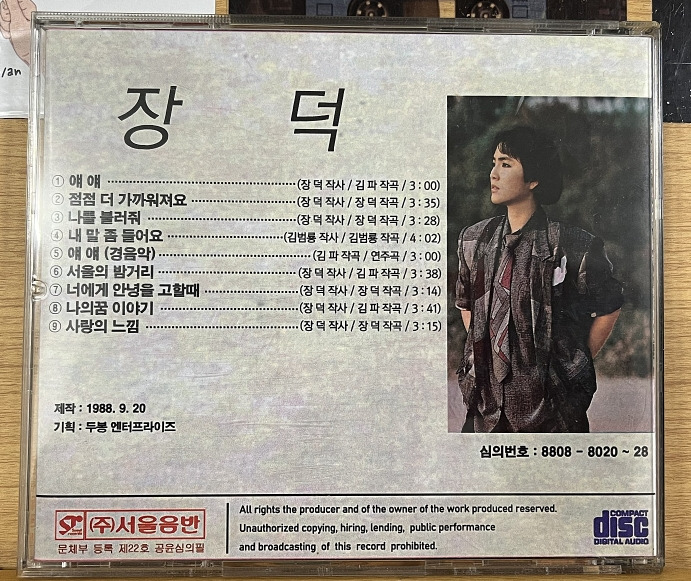 /an
장 덕
① 얘 얘 (장 덕 작사 / 김 파 작곡 / 3 : 00)
② 점점 더 가까워져요 (장 덕 작사 / 장 덕 작곡 / 3 : 35)
③ 나를 불러줘 (장 덕 작사 / 장 덕 작곡 / 3 : 28)
④ 내 말 좀 들어요 (김범룡 작사 / 김범룡 작곡 / 4 : 02)
⑤ 얘 얘 (경음악) (김 파 작곡 / 연주곡 / 3 : 00)
⑥ 서울의 밤거리 (장 덕 작사 / 김 파 작곡 / 3 : 38)
⑦ 너에게 안녕을 고할때 (장 덕 작사 / 장 덕 작곡 / 3 : 14)
⑧ 나의꿈 이야기 (장 덕 작사 / 김 파 작곡 / 3 : 41)
⑨ 사랑의 느낌 (장 덕 작사 / 장 덕 작곡 / 3 : 15)
제작 : 1988. 9. 20
기획 : 두봉 엔터프라이즈
심의번호 : 8808 - 8020 ~ 28
(주)서울음반
문체부 등록 제22호 공윤심의필
All rights the producer and of the owner of the work produced reserved.
Unauthorized copying, hiring, lending, public performance
and broadcasting of this record prohibited.
COMPACT
disc
DIGITAL AUDIO